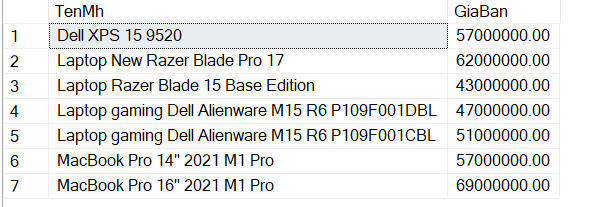 TenMh GiaBan
1 Dell XPS 15 9520 57000000.00
2 Laptop New Razer Blade Pro 17 62000000.00
3 Laptop Razer Blade 15 Base Edition 43000000.00
4 Laptop gaming Dell Alienware M15 R6 P109F001DBL 47000000.00
5 Laptop gaming Dell Alienware M15 R6 P109F001CBL 51000000.00
6 MacBook Pro 14" 2021 M1 Pro 57000000.00
7 MacBook Pro 16" 2021 M1 Pro 69000000.00